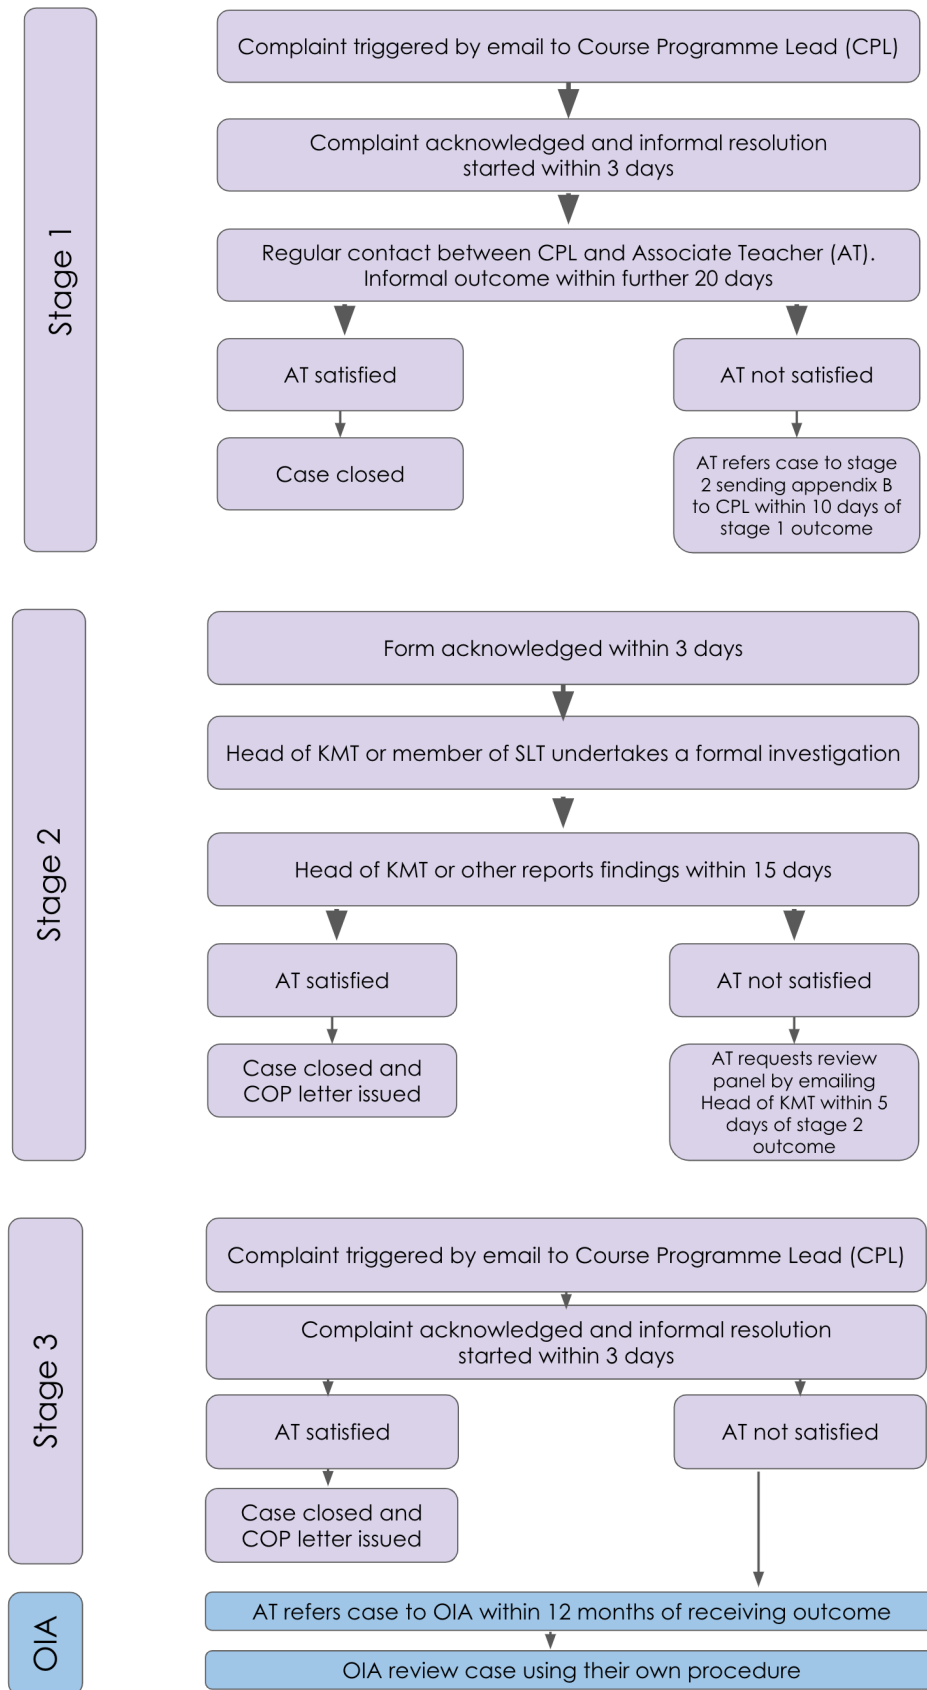 Stage 1
Complaint triggered by email to Course Programme Lead (CPL)
Complaint acknowledged and informal resolution
started within 3 days
Regular contact between CPL and Associate Teacher (AT).
Informal outcome within further 20 days
AT satisfied
AT not satisfied
Case closed
AT refers case to stage
2 sending appendix B
to CPL within 10 days of
stage 1 outcome
Stage 2
Form acknowledged within 3 days
Head of KMT or member of SLT undertakes a formal investigation
Head of KMT or other reports findings within 15 days
AT satisfied
AT not satisfied
Case closed and
COP letter issued
AT requests review
panel by emailing
Head of KMT within 5
days of stage 2
outcome
Stage 3
Complaint triggered by email to Course Programme Lead (CPL)
Complaint acknowledged and informal resolution
started within 3 days
AT satisfied
AT not satisfied
Case closed and
COP letter issued
OIA
AT refers case to OIA within 12 months of receiving outcome
OIA review case using their own procedure